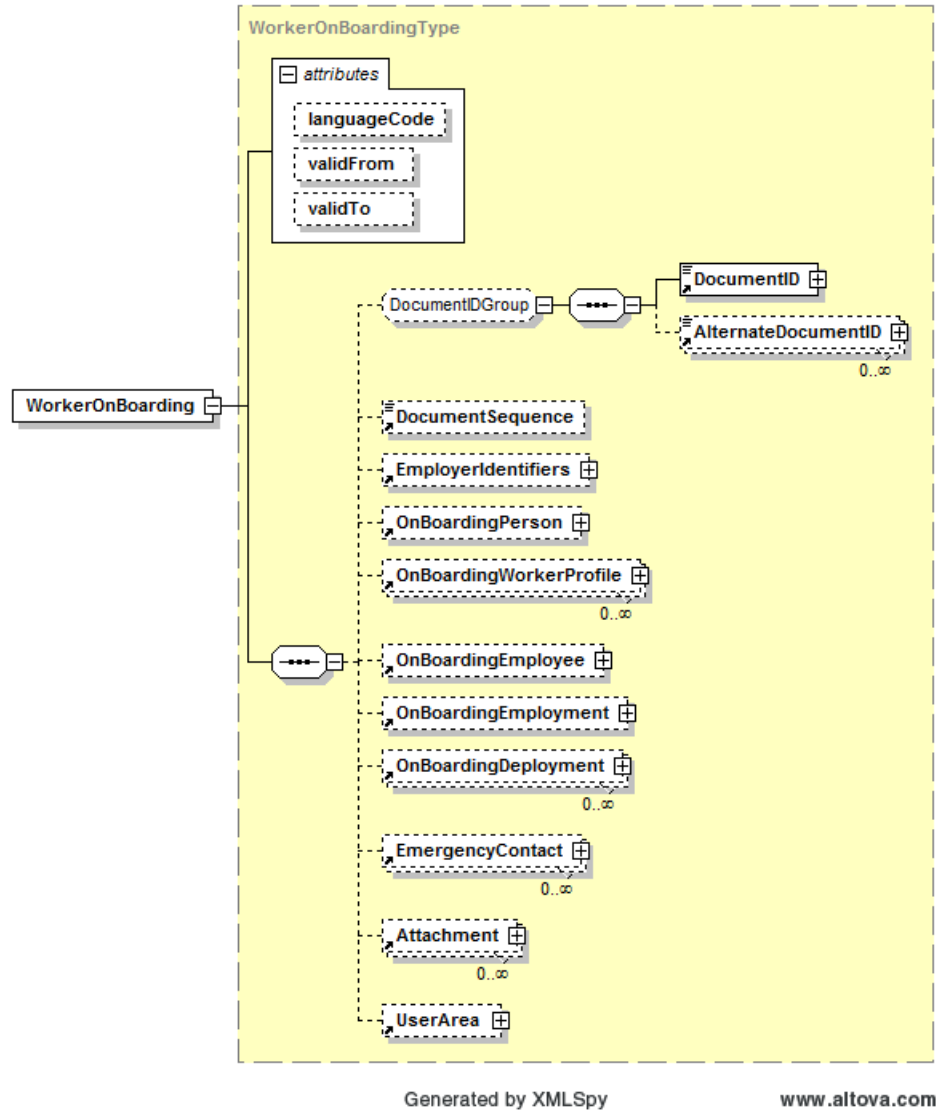 WorkerOnBoardingType
attributes
languageCode
validFrom
validTo
DocumentIDGroup
DocumentID
AlternateDocumentID
0..∞
WorkerOnBoarding
DocumentSequence
EmployerIdentifiers
OnBoardingPerson
OnBoardingWorkerProfile
0..∞
OnBoardingEmployee
OnBoardingEmployment
OnBoardingDeployment
0..∞
EmergencyContact
0..∞
Attachment
0..∞
UserArea
Generated by XMLSpy www.altova.com